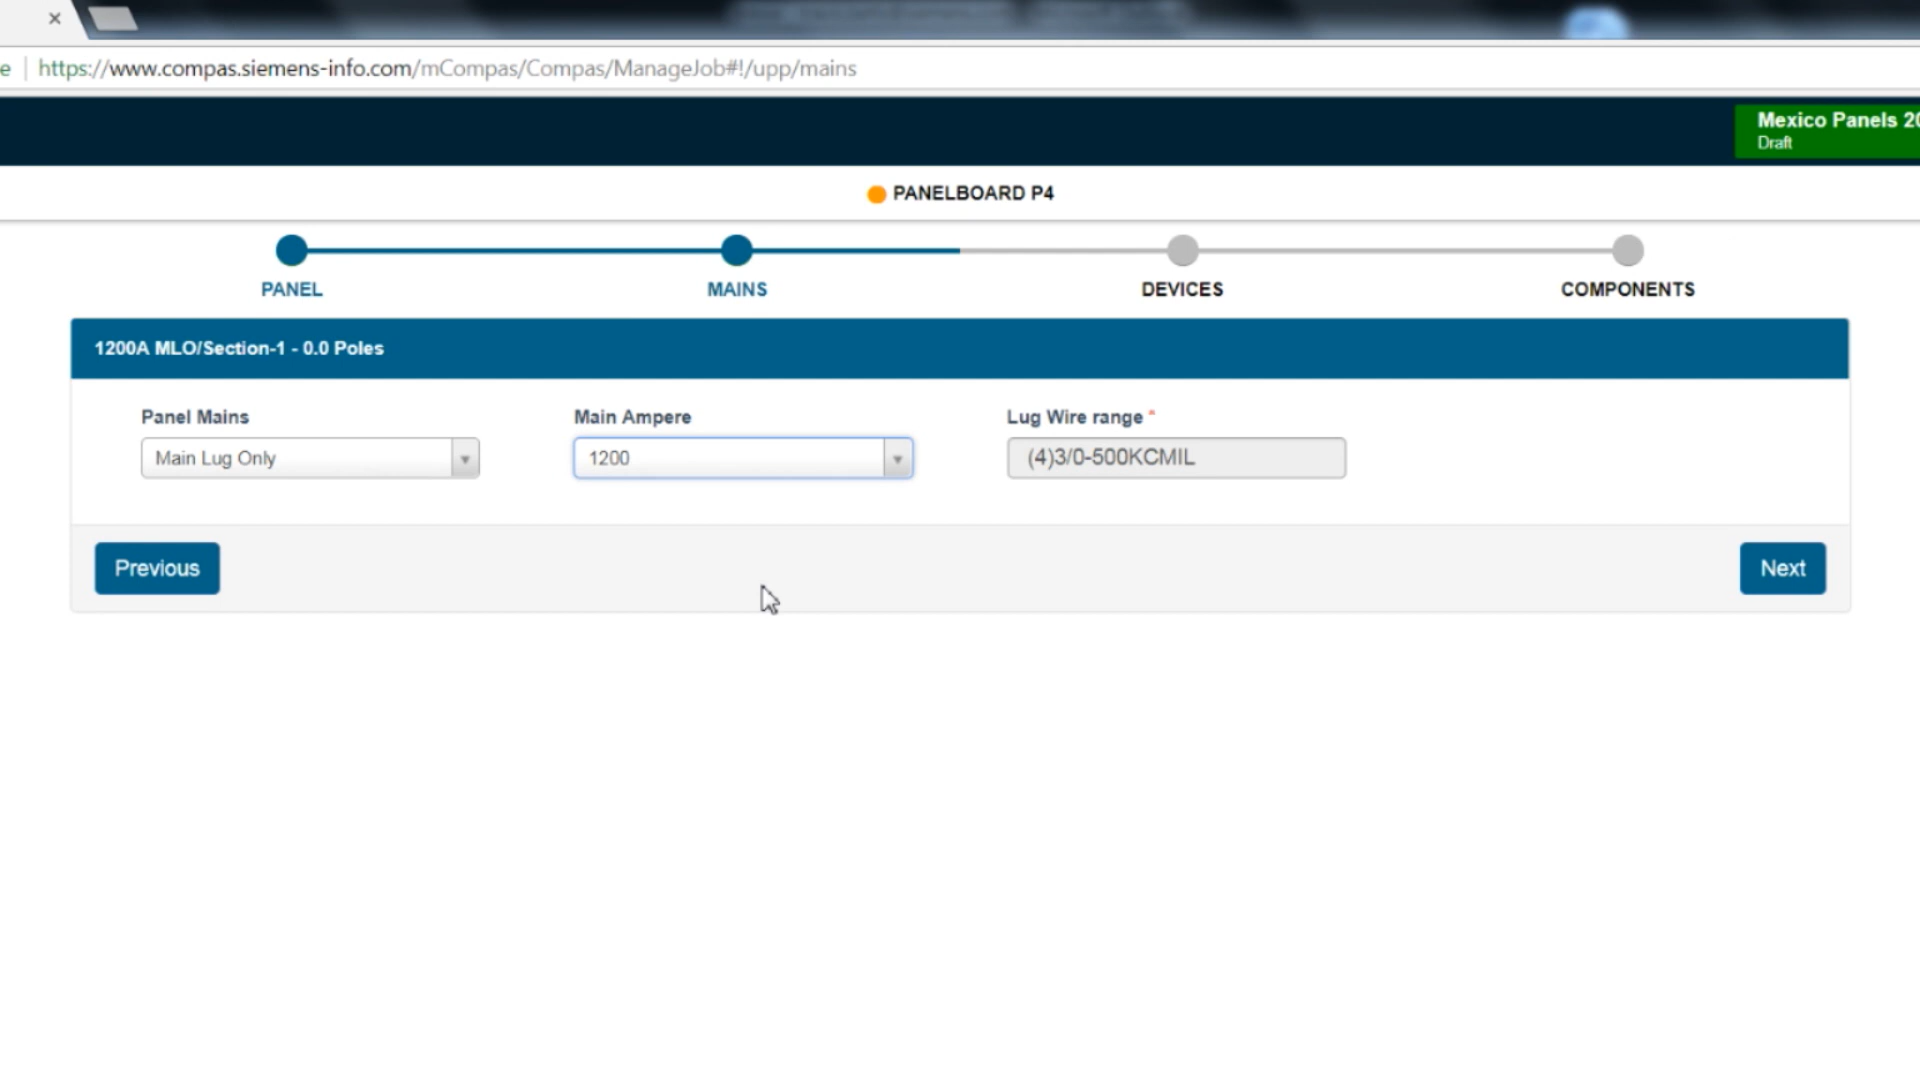 e https://www.compas.siemens-info.com/mCompas/Compas/ManageJob#!/upp/mains
Mexico Panels 20
Draft
PANELBOARD P4
PANEL MAINS DEVICES COMPONENTS
1200A MLO/Section-1 - 0.0 Poles
Panel Mains Main Ampere Lug Wire range *
Main Lug Only 1200 (4)3/0-500KCMIL
Previous Next